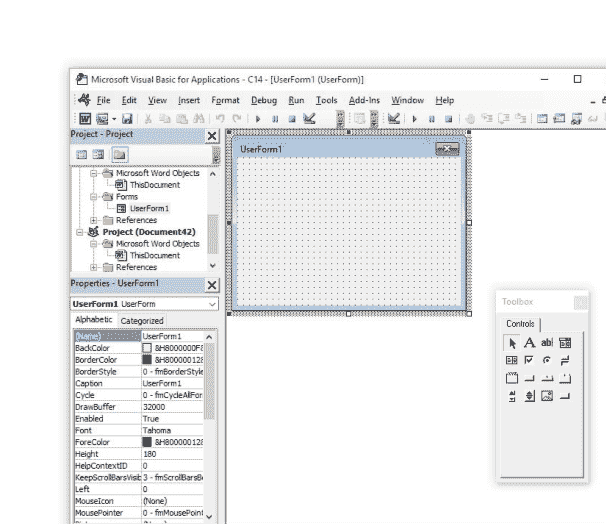 Microsoft Visual Basic for Applications - C14 - [UserForm1 (UserForm)]
File Edit View Insert Format Debug Run Tools Add-Ins Window Help
Project - Project
Microsoft Word Objects
ThisDocument
Forms
UserForm1
References
Project (Document42)
Microsoft Word Objects
ThisDocument
References
Properties - UserForm1
UserForm1 UserForm
Alphabetic Categorized
(Name) UserForm1
BackColor &H8000000F&
BorderColor &H80000012&
BorderStyle 0 - fmBorderStyle
Caption UserForm1
Cycle 0 - fmCycleAllFor
DrawBuffer 32000
Enabled True
Font Tahoma
ForeColor &H80000012&
Height 180
HelpContextID 0
KeepScrollBarsVisib 3 - fmScrollBarsB
Left 0
MouseIcon (None)
MousePointer 0 - fmMousePoint
UserForm1
Toolbox
Controls
A ab|